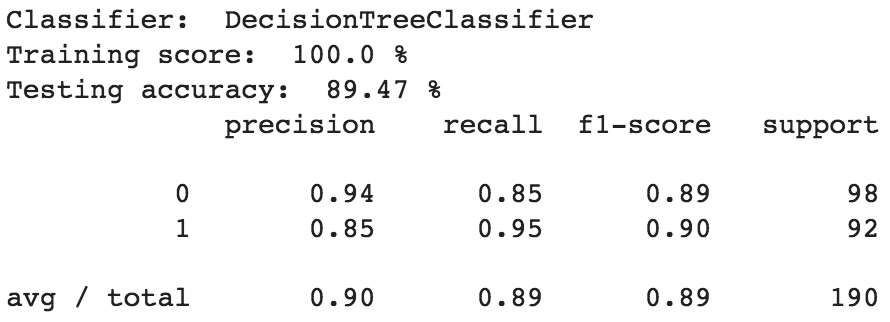 Classifier:  DecisionTreeClassifier
Training score:  100.0 %
Testing accuracy:  89.47 %
             precision    recall  f1-score   support

          0       0.94      0.85      0.89        98
          1       0.85      0.95      0.90        92

avg / total       0.90      0.89      0.89       190